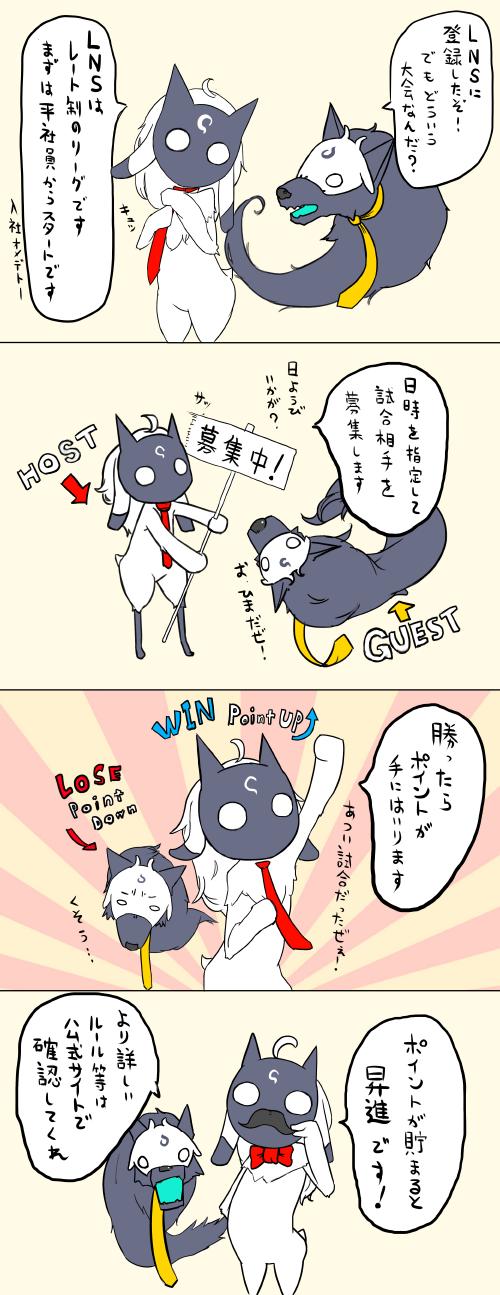 LNSに
登録したぞ!
でもどういう
大会なんだ?
LNSは
レート制のリーグです
まずは平社員からスタートです
入社オメデトー
キュッ
日時を指定して
試合相手を
募集します
日ようび
いかが?
サッ
募集中!
HOST
お、ひまだぜ!
GUEST
勝ったら
ポイントが
手にはいります
WIN Point UP
LOSE
Point
Down
あつい試合だったぜぇ!
くそぅ…
ポイントが貯まると
昇進です!
より詳しい
ルール等は
公式サイトで
確認してくれ